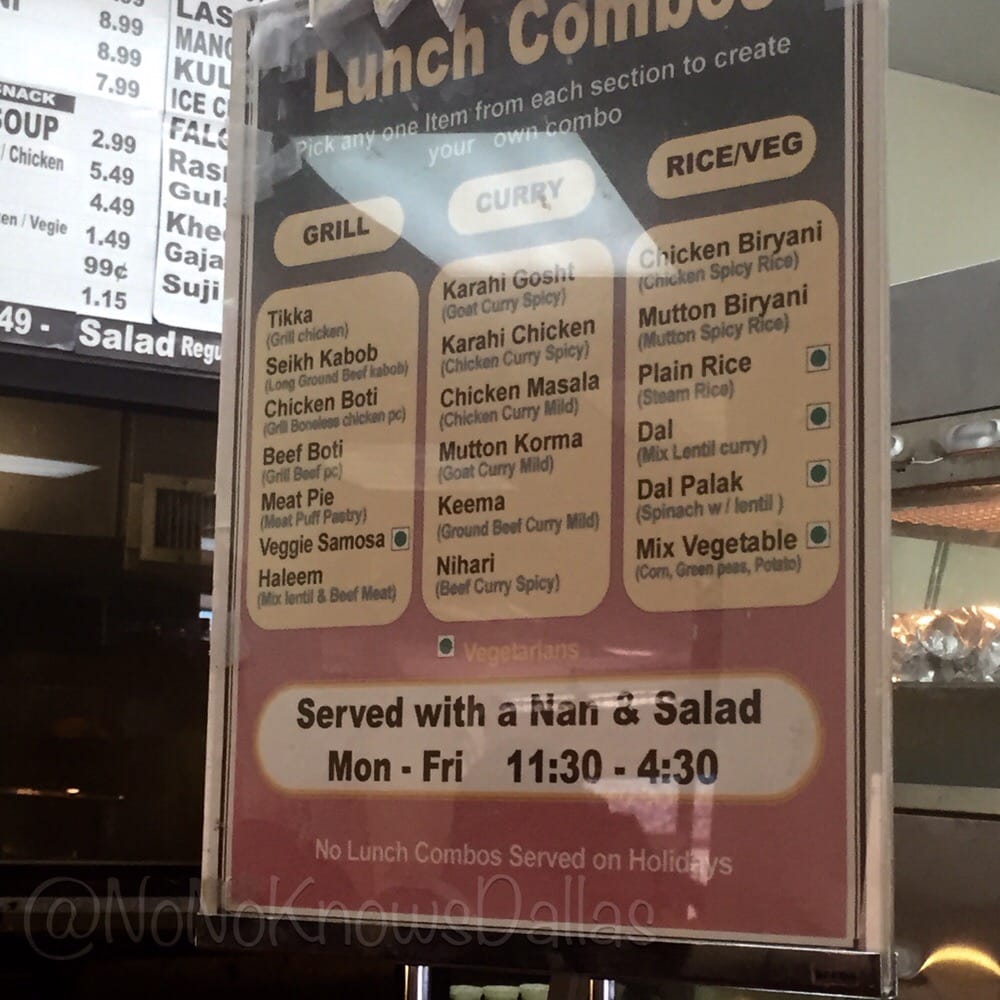 8.99
8.99
7.99
SNACK
SOUP 2.99
/ Chicken 5.49
4.49
/ Vegie 1.49
99¢
1.15
ICE
49 - Salad
Lunch Combos
Pick any one Item from each section to create
your own combo
GRILL
Tikka
(Grill chicken)
Seikh Kabob
(Long Ground Beef kabob)
Chicken Boti
(Grill Boneless chicken pc)
Beef Boti
(Grill Beef pc)
Meat Pie
(Meat Puff Pastry)
Veggie Samosa
Haleem
(Mix lentil & Beef Meat)
CURRY
Karahi Gosht
(Goat Curry Spicy)
Karahi Chicken
(Chicken Curry Spicy)
Chicken Masala
(Chicken Curry Mild)
Mutton Korma
(Goat Curry Mild)
Keema
(Ground Beef Curry Mild)
Nihari
(Beef Curry Spicy)
RICE/VEG
Chicken Biryani
(Chicken Spicy Rice)
Mutton Biryani
(Mutton Spicy Rice)
Plain Rice
(Steam Rice)
Dal
(Mix Lentil curry)
Dal Palak
(Spinach w / lentil )
Mix Vegetable
(Corn, Green peas, Potato)
Vegetarians
Served with a Nan & Salad
Mon - Fri 11:30 - 4:30
No Lunch Combos Served on Holidays
@NoNoKnowsDallas